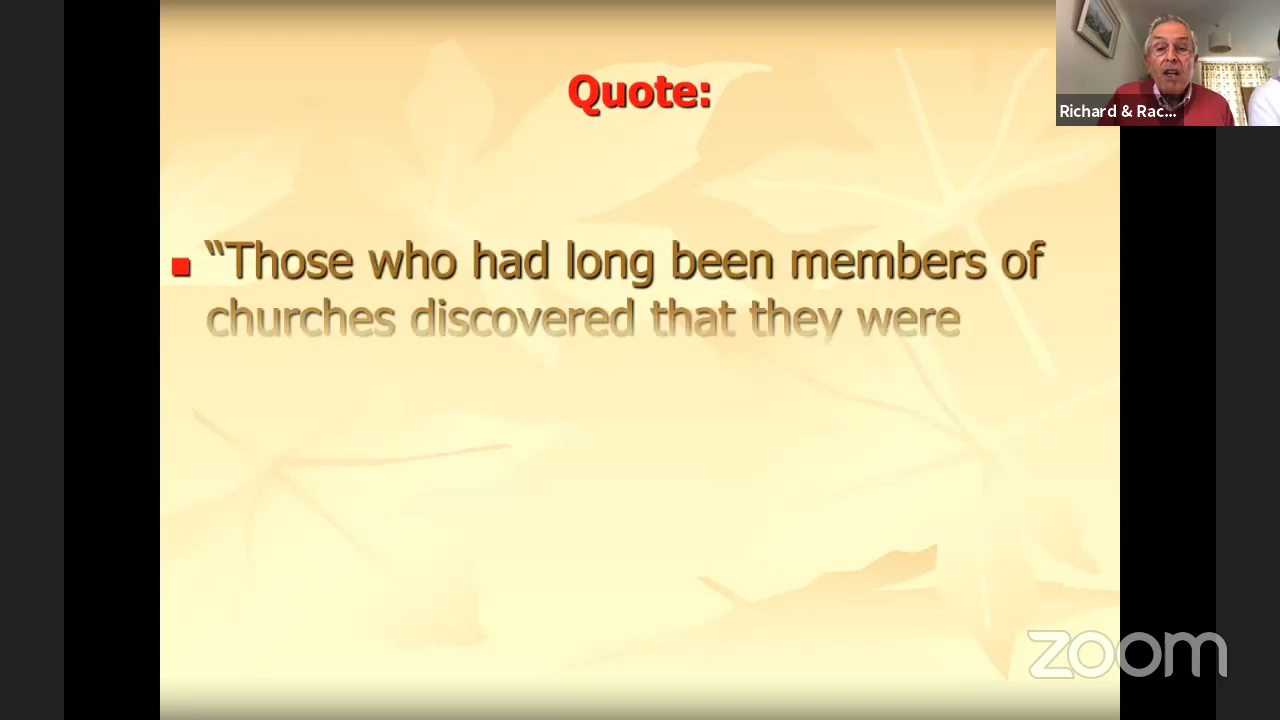 Quote:
Richard & Rac...
“Those who had long been members of
churches discovered that they were
zoom